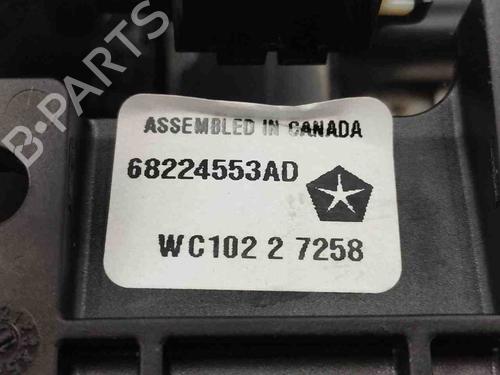 B-PARTS
ASSEMBLED IN CANADA
68224553AD
WC102 2 7258